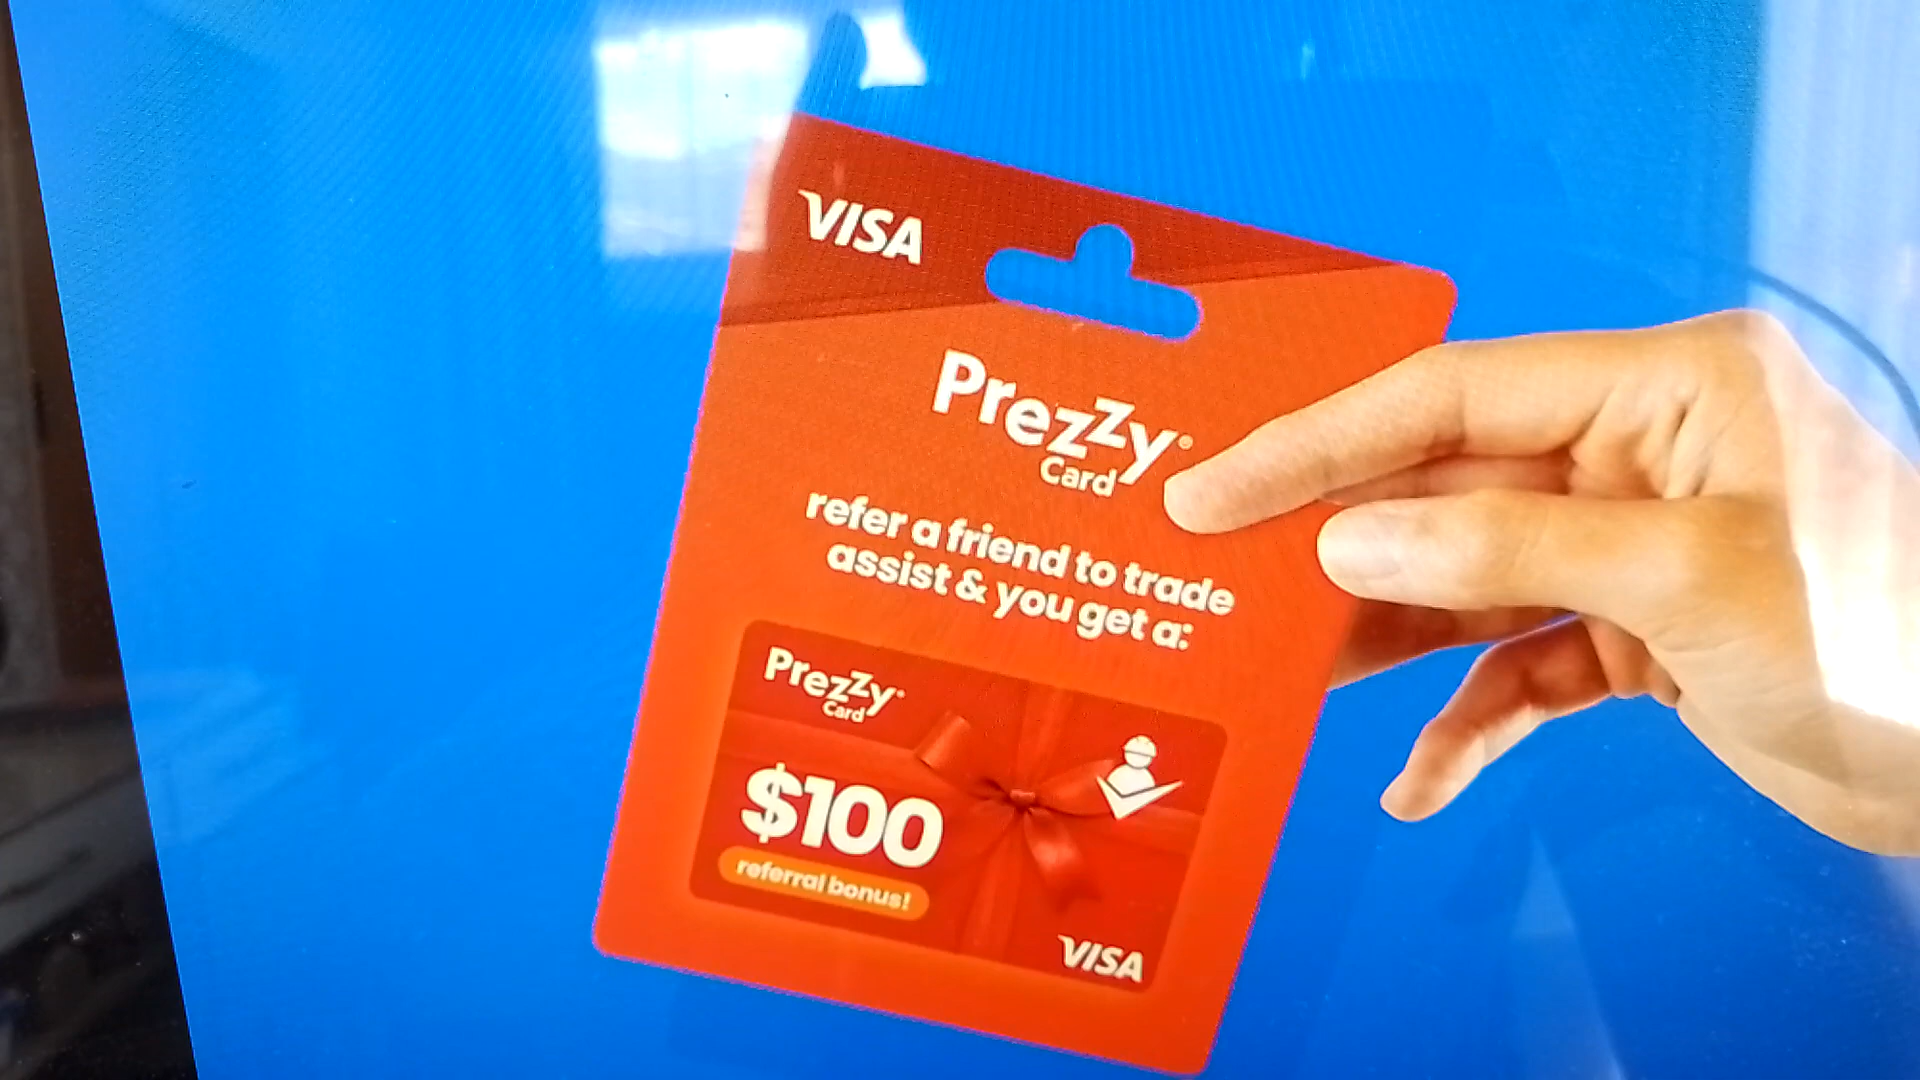 VISA
Prezzy®
Card
refer a friend to trade
assist & you get a:
Prezzy®
Card
$100
referral bonus!
VISA